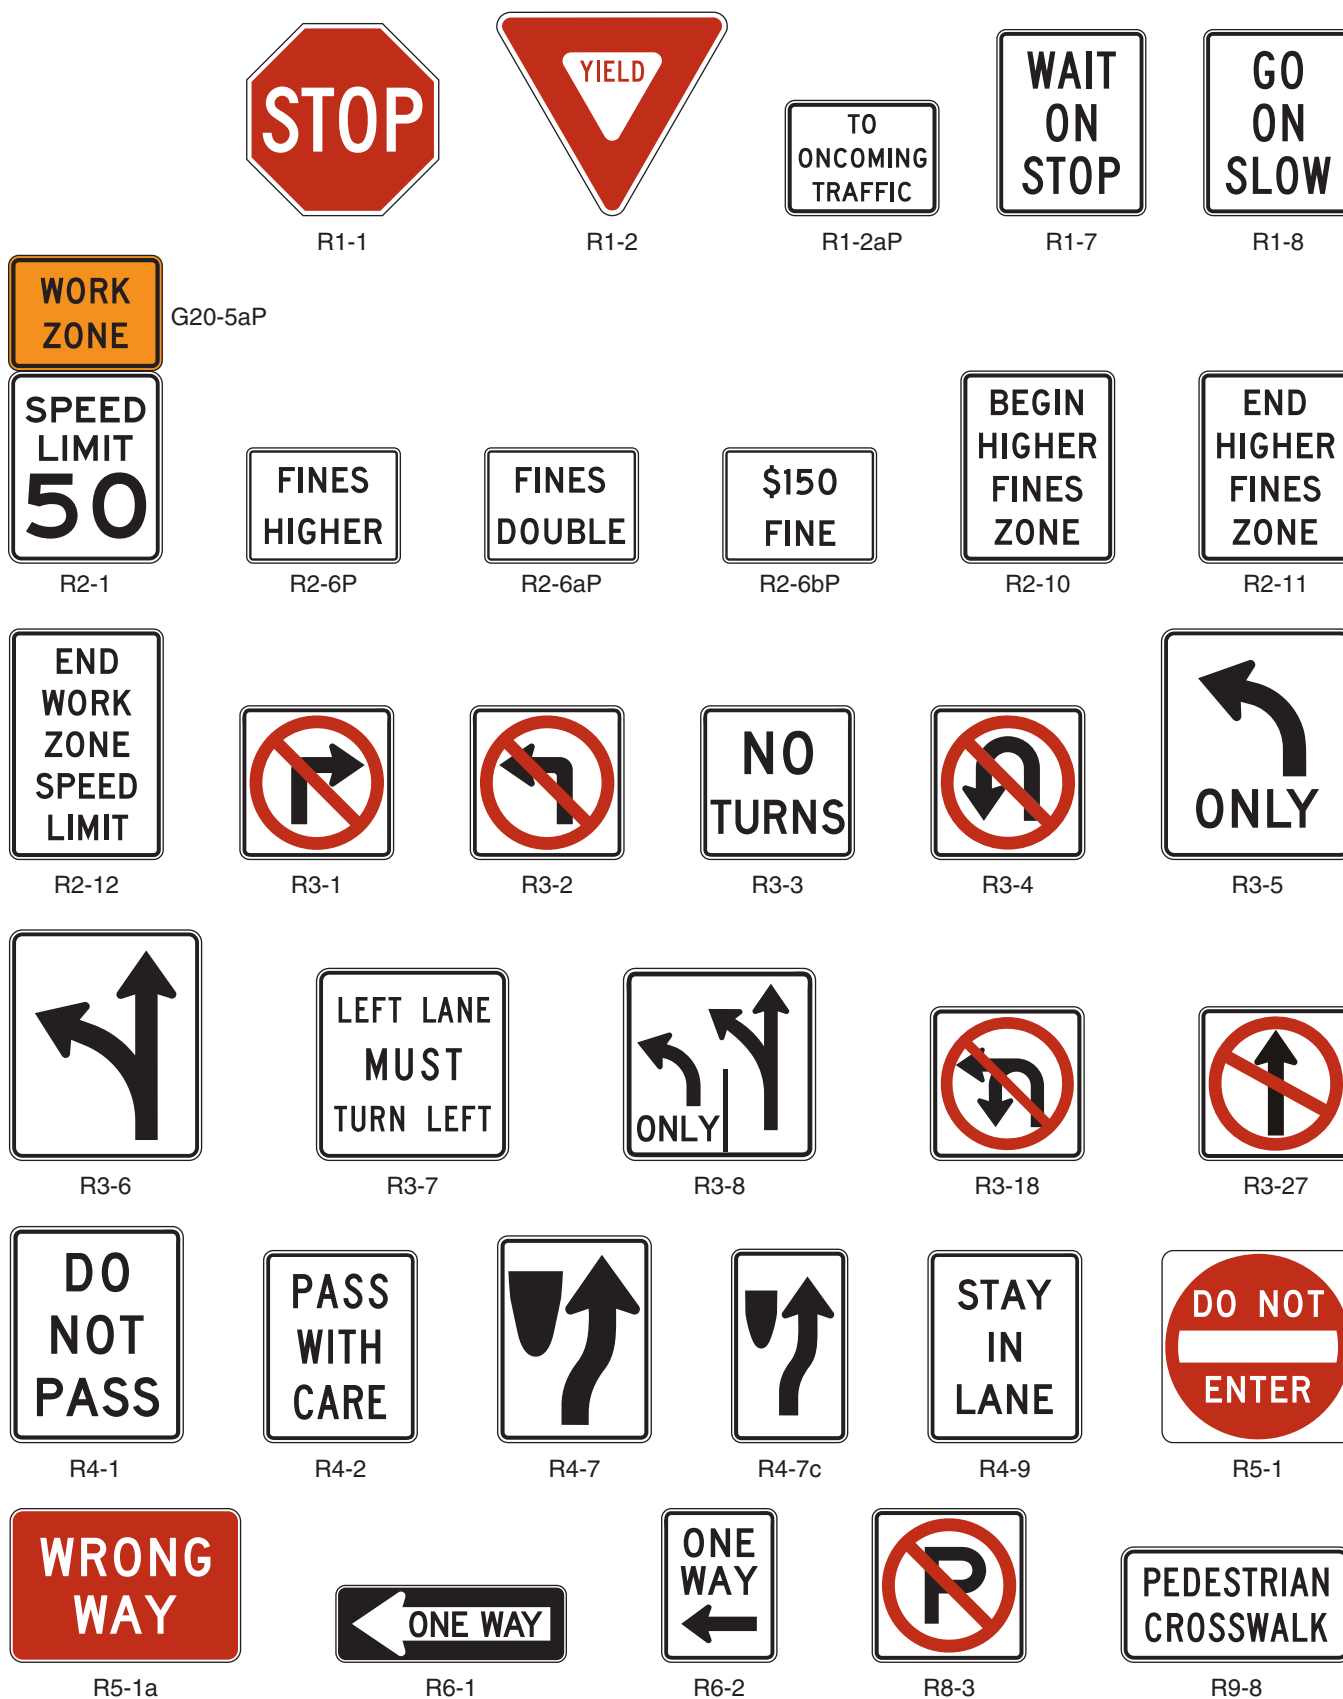 STOP
R1-1
YIELD
R1-2
TO
ONCOMING
TRAFFIC
R1-2aP
WAIT
ON
STOP
R1-7
GO
ON
SLOW
R1-8
WORK
ZONE
G20-5aP
SPEED
LIMIT
50
R2-1
FINES
HIGHER
R2-6P
FINES
DOUBLE
R2-6aP
$150
FINE
R2-6bP
BEGIN
HIGHER
FINES
ZONE
R2-10
END
HIGHER
FINES
ZONE
R2-11
END
WORK
ZONE
SPEED
LIMIT
R2-12
R3-1
R3-2
NO
TURNS
R3-3
R3-4
ONLY
R3-5
R3-6
LEFT LANE
MUST
TURN LEFT
R3-7
ONLY
R3-8
R3-18
R3-27
DO
NOT
PASS
R4-1
PASS
WITH
CARE
R4-2
R4-7
R4-7c
STAY
IN
LANE
R4-9
DO NOT
ENTER
R5-1
WRONG
WAY
R5-1a
ONE WAY
R6-1
ONE
WAY
R6-2
P
R8-3
PEDESTRIAN
CROSSWALK
R9-8